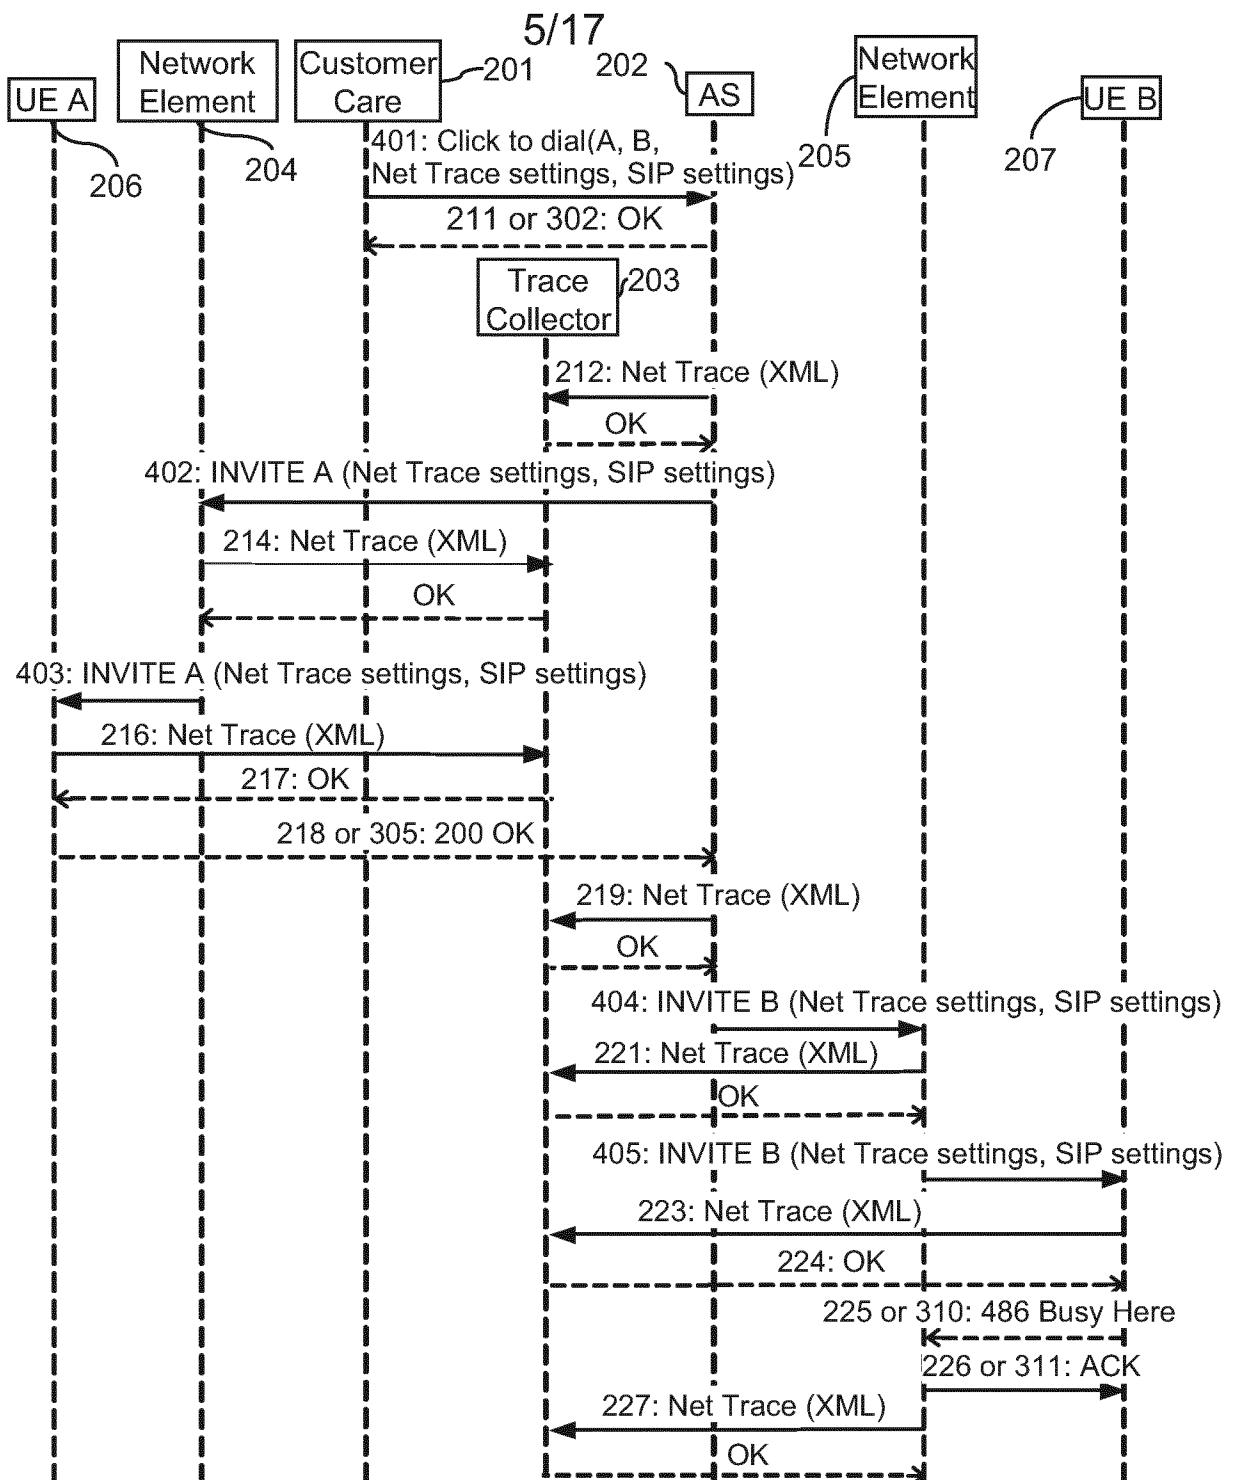 5/17
UE A
Network
Element
Customer
Care
201
202
AS
Network
Element
UE B
206
204
205
207
401: Click to dial(A, B,
Net Trace settings, SIP settings)
211 or 302: OK
Trace
Collector
203
212: Net Trace (XML)
OK
402: INVITE A (Net Trace settings, SIP settings)
214: Net Trace (XML)
OK
403: INVITE A (Net Trace settings, SIP settings)
216: Net Trace (XML)
217: OK
218 or 305: 200 OK
219: Net Trace (XML)
OK
404: INVITE B (Net Trace settings, SIP settings)
221: Net Trace (XML)
OK
405: INVITE B (Net Trace settings, SIP settings)
223: Net Trace (XML)
224: OK
225 or 310: 486 Busy Here
226 or 311: ACK
227: Net Trace (XML)
OK